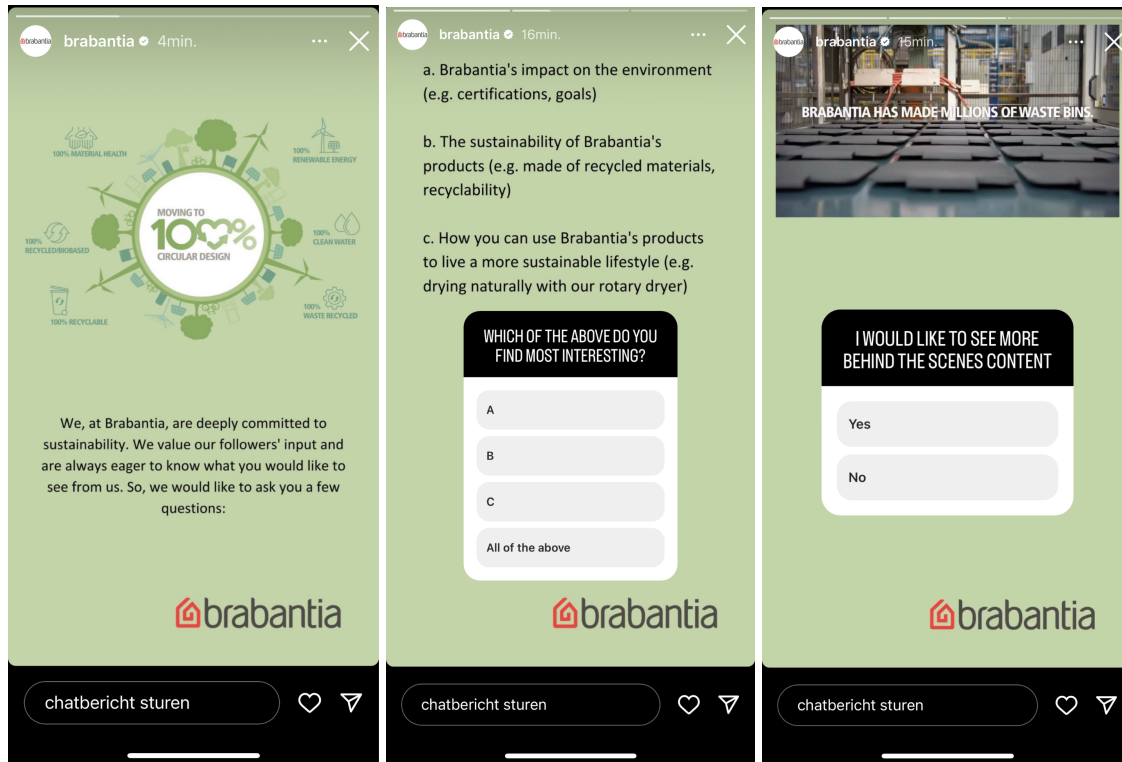 brabantia 4min.
100% MATERIAL HEALTH
100%
RENEWABLE ENERGY
MOVING TO
100%
CIRCULAR DESIGN
100%
RECYCLED/BIOBASED
100%
CLEAN WATER
100% RECYCLABLE
100%
WASTE RECYCLED
We, at Brabantia, are deeply committed to
sustainability. We value our followers' input and
are always eager to know what you would like to
see from us. So, we would like to ask you a few
questions:
brabantia
chatbericht sturen
brabantia
brabantia 16min.
a. Brabantia's impact on the environment
(e.g. certifications, goals)
b. The sustainability of Brabantia's
products (e.g. made of recycled materials,
recyclability)
c. How you can use Brabantia's products
to live a more sustainable lifestyle (e.g.
drying naturally with our rotary dryer)
WHICH OF THE ABOVE DO YOU
FIND MOST INTERESTING?
A
B
C
All of the above
brabantia
chatbericht sturen
brabantia
brabantia 15min.
BRABANTIA HAS MADE MILLIONS OF WASTE BINS.
I WOULD LIKE TO SEE MORE
BEHIND THE SCENES CONTENT
Yes
No
brabantia
chatbericht sturen